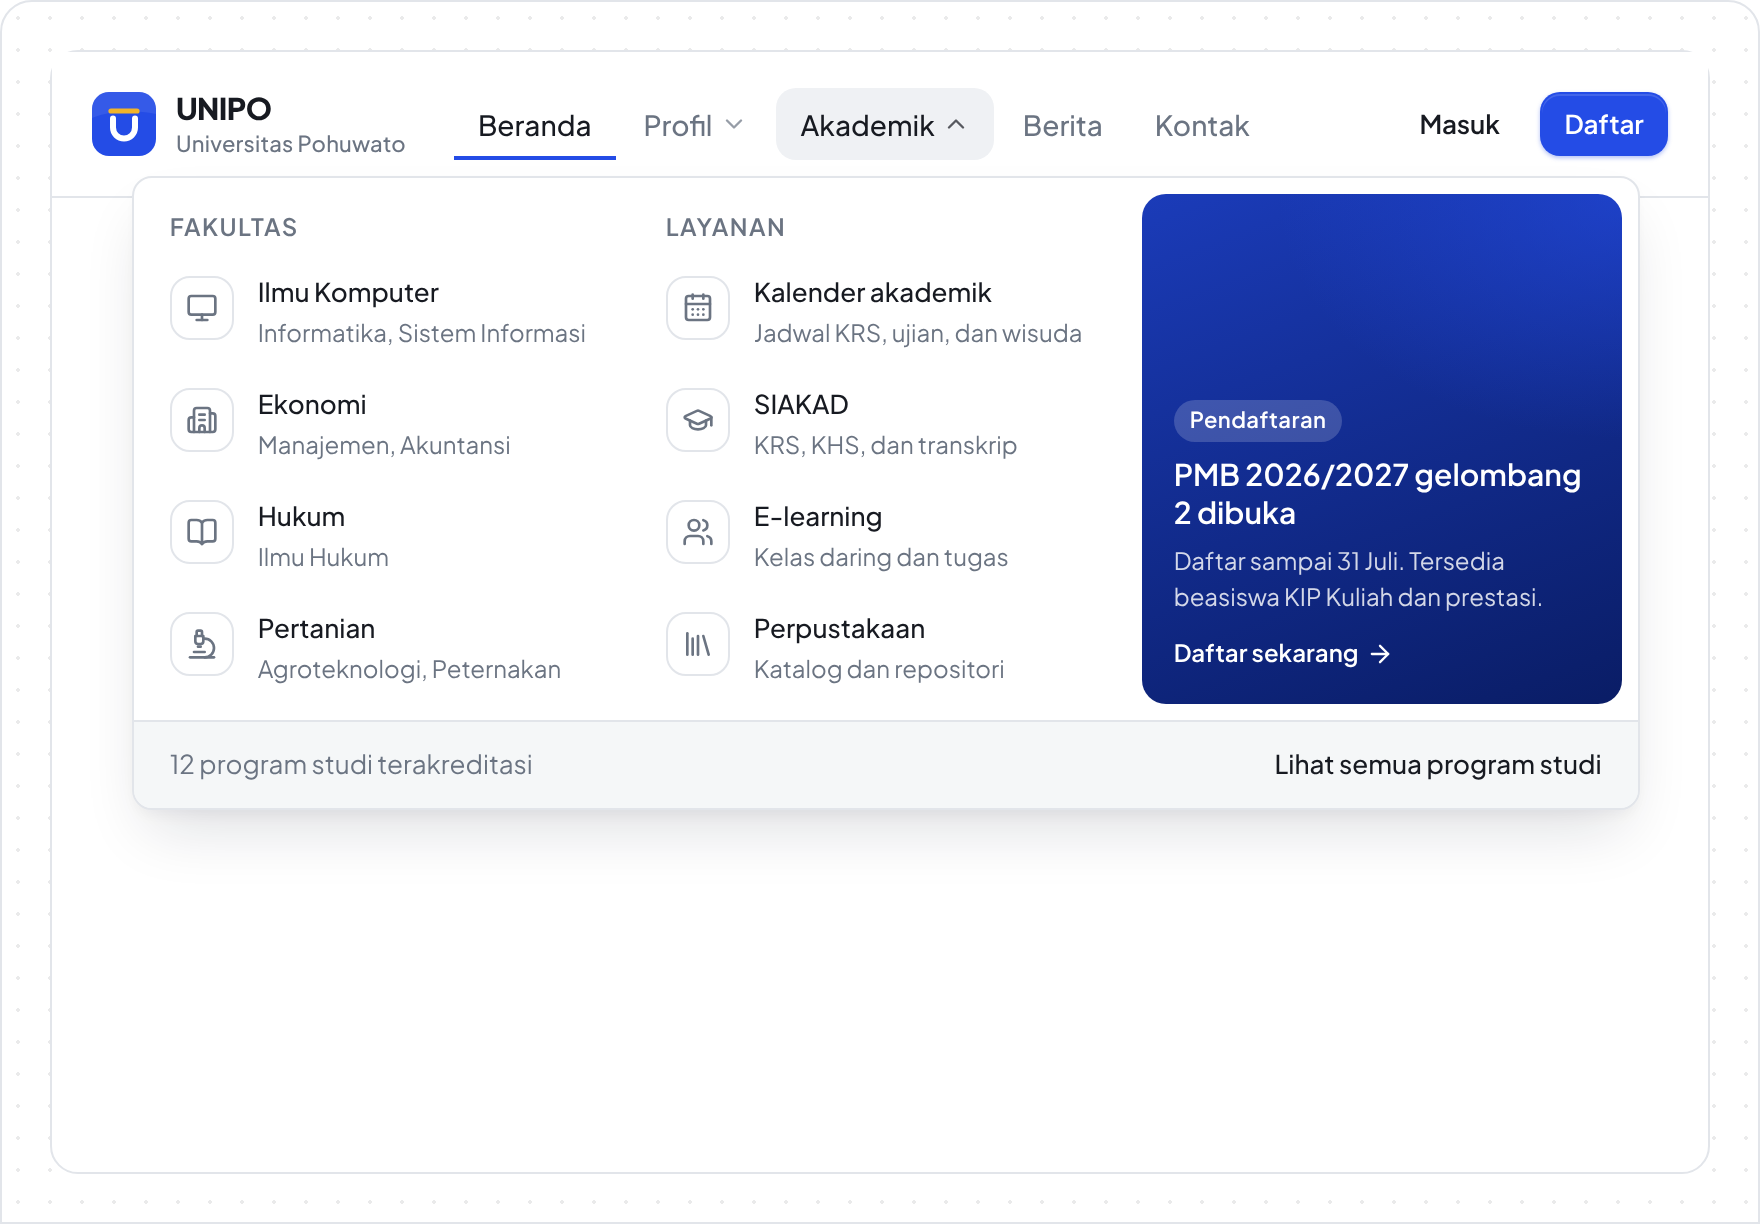 UNIPO
Universitas Pohuwato
Beranda
Profil
Akademik
Berita
Kontak
Masuk
Daftar
FAKULTAS
Ilmu Komputer
Informatika, Sistem Informasi
Ekonomi
Manajemen, Akuntansi
Hukum
Ilmu Hukum
Pertanian
Agroteknologi, Peternakan
LAYANAN
Kalender akademik
Jadwal KRS, ujian, dan wisuda
SIAKAD
KRS, KHS, dan transkrip
E-learning
Kelas daring dan tugas
Perpustakaan
Katalog dan repositori
Pendaftaran
PMB 2026/2027 gelombang
2 dibuka
Daftar sampai 31 Juli. Tersedia
beasiswa KIP Kuliah dan prestasi.
Daftar sekarang
12 program studi terakreditasi
Lihat semua program studi